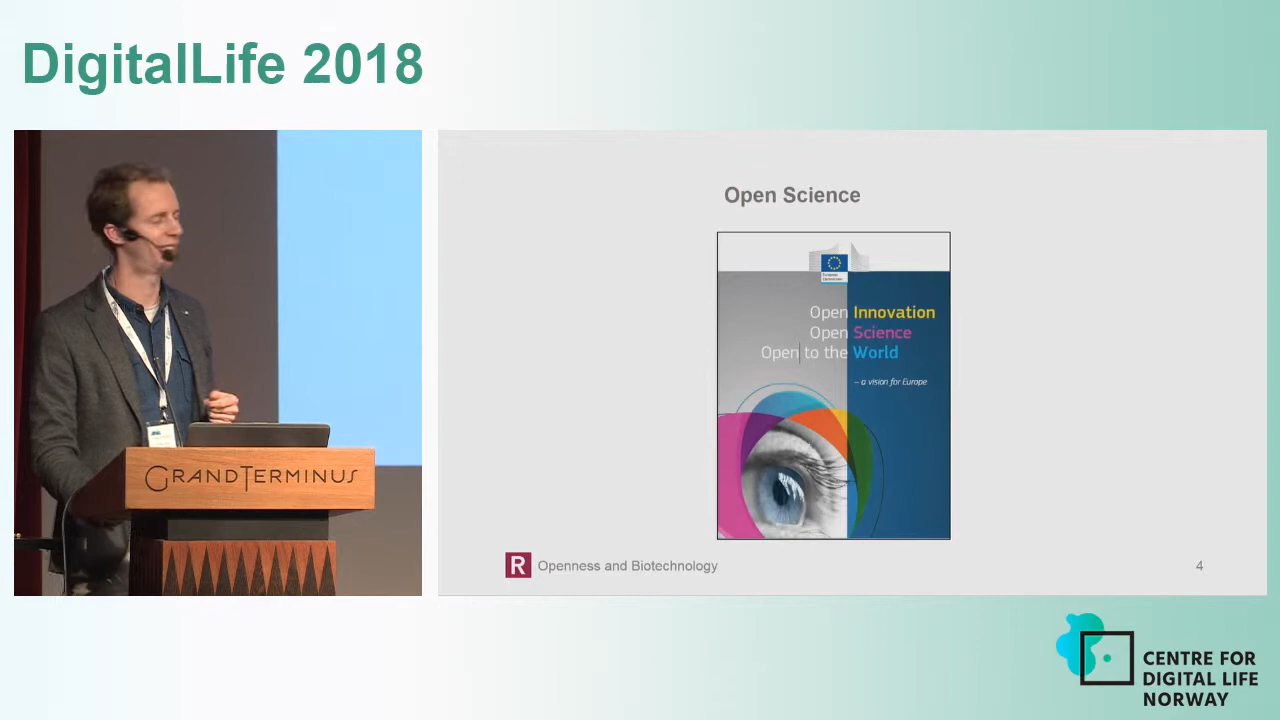 DigitalLife 2018
GRANDTERMINUS
Open Science
Open Innovation
Open Science
Open to the World
– a vision for Europe
R
Openness and Biotechnology
4
CENTRE FOR
DIGITAL LIFE
NORWAY